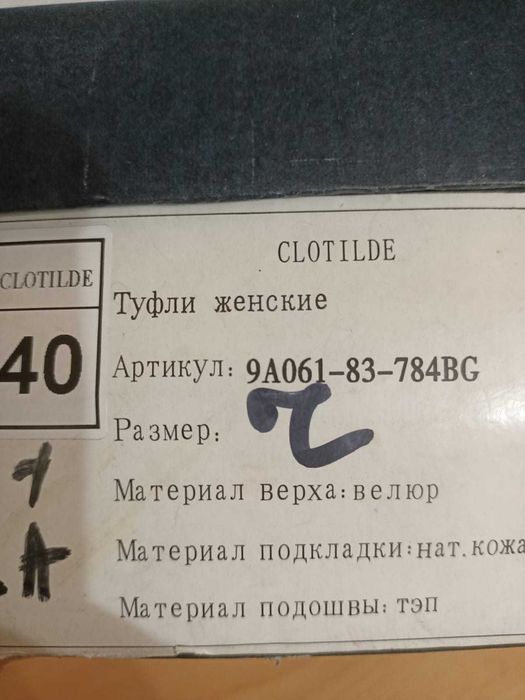 CLOTILDE
CLOTILDE
40
Туфли женские
Артикул: 9А061-83-784BG
Размер:
Материал верха:велюр
Материал подкладки:нат.кожа
Материал подошвы: тэп